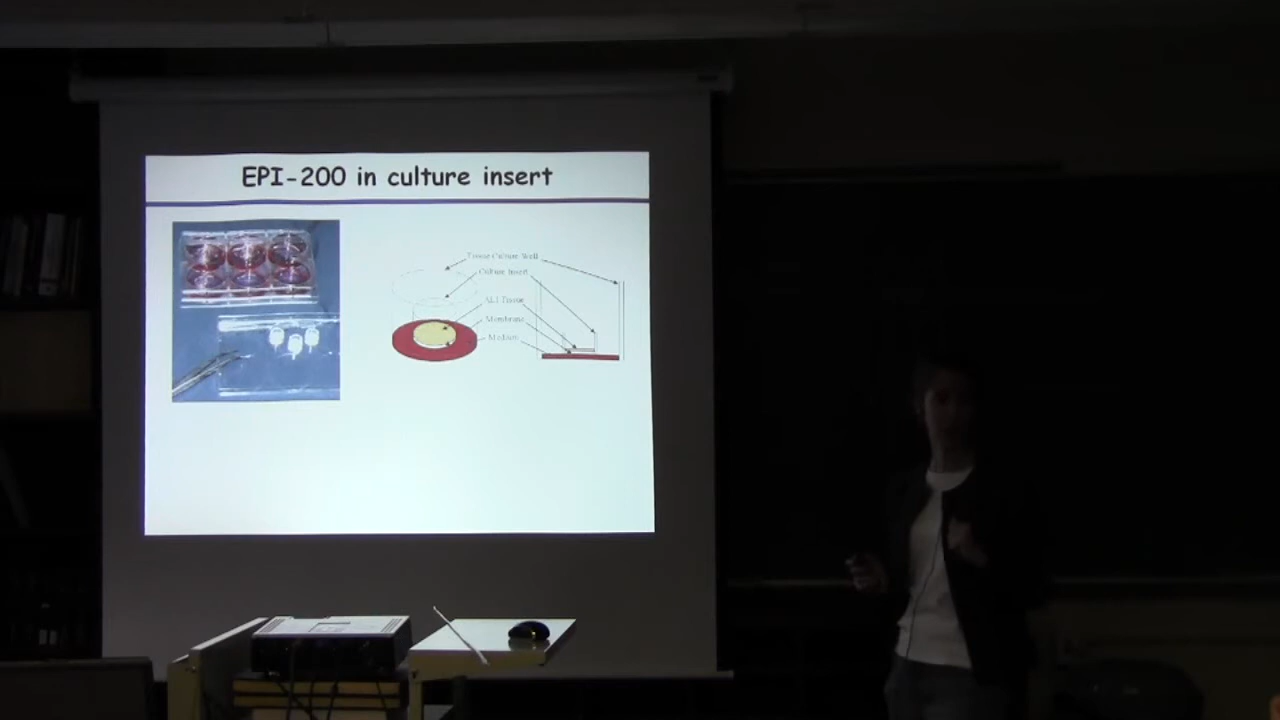 EPI-200 in culture insert
Tissue Culture Well
Culture Insert
ALI Tissue
Membrane
Medium